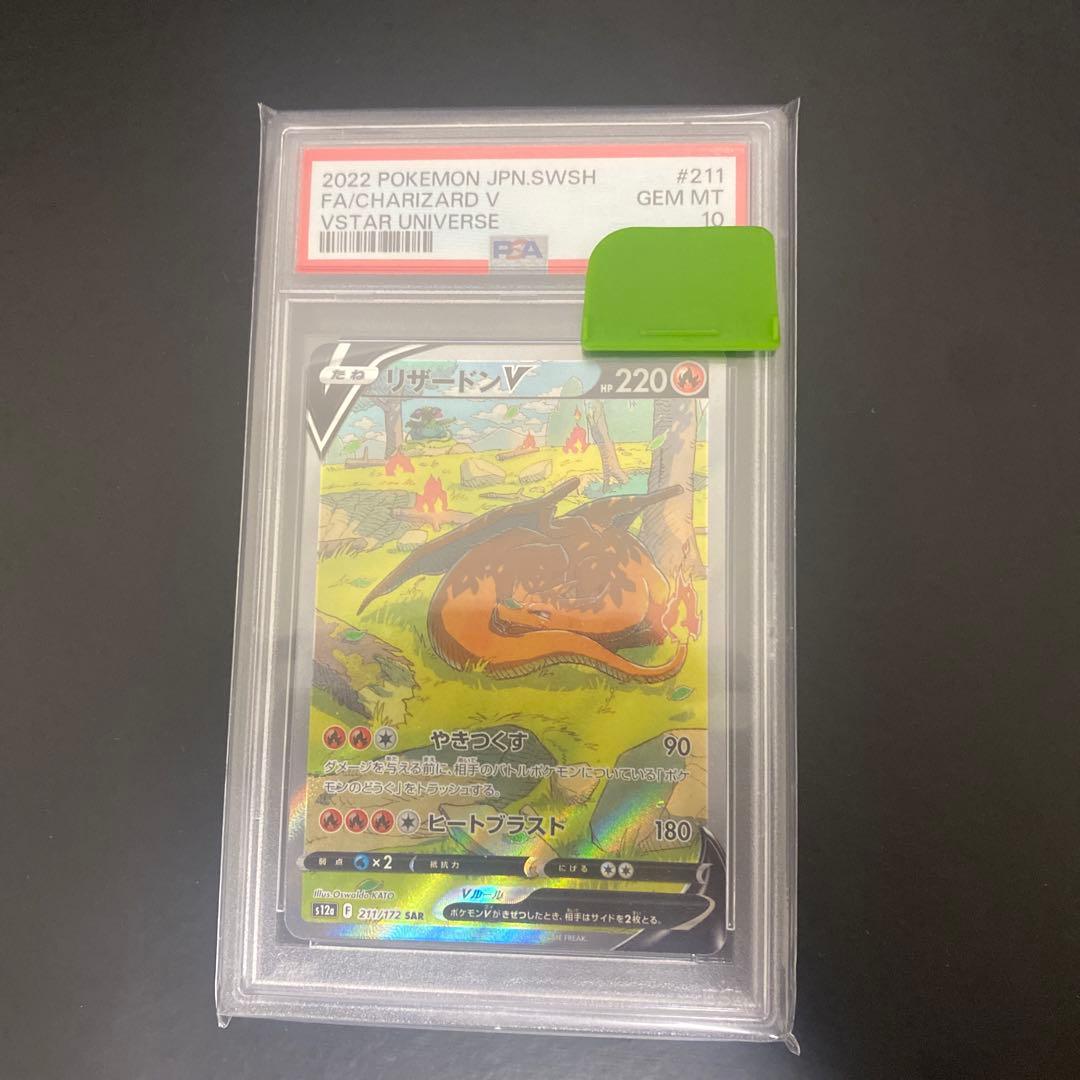 2022 POKEMON JPN.SWSH #211
FA/CHARIZARD V GEM MT
VSTAR UNIVERSE 10
PSA
たね リザードンV HP 220
やきつくす 90
ダメージを与える前に、相手のバトルポケモンについている「ポケ
モンのどうぐ」をトラッシュする。
ヒートブラスト 180
弱点 ×2 抵抗力 にげる
Illus.Oswaldo KATO Vルール
s12a F 211/172 SAR ポケモンVがきぜつしたとき、相手はサイドを2枚とる。
FREAK.